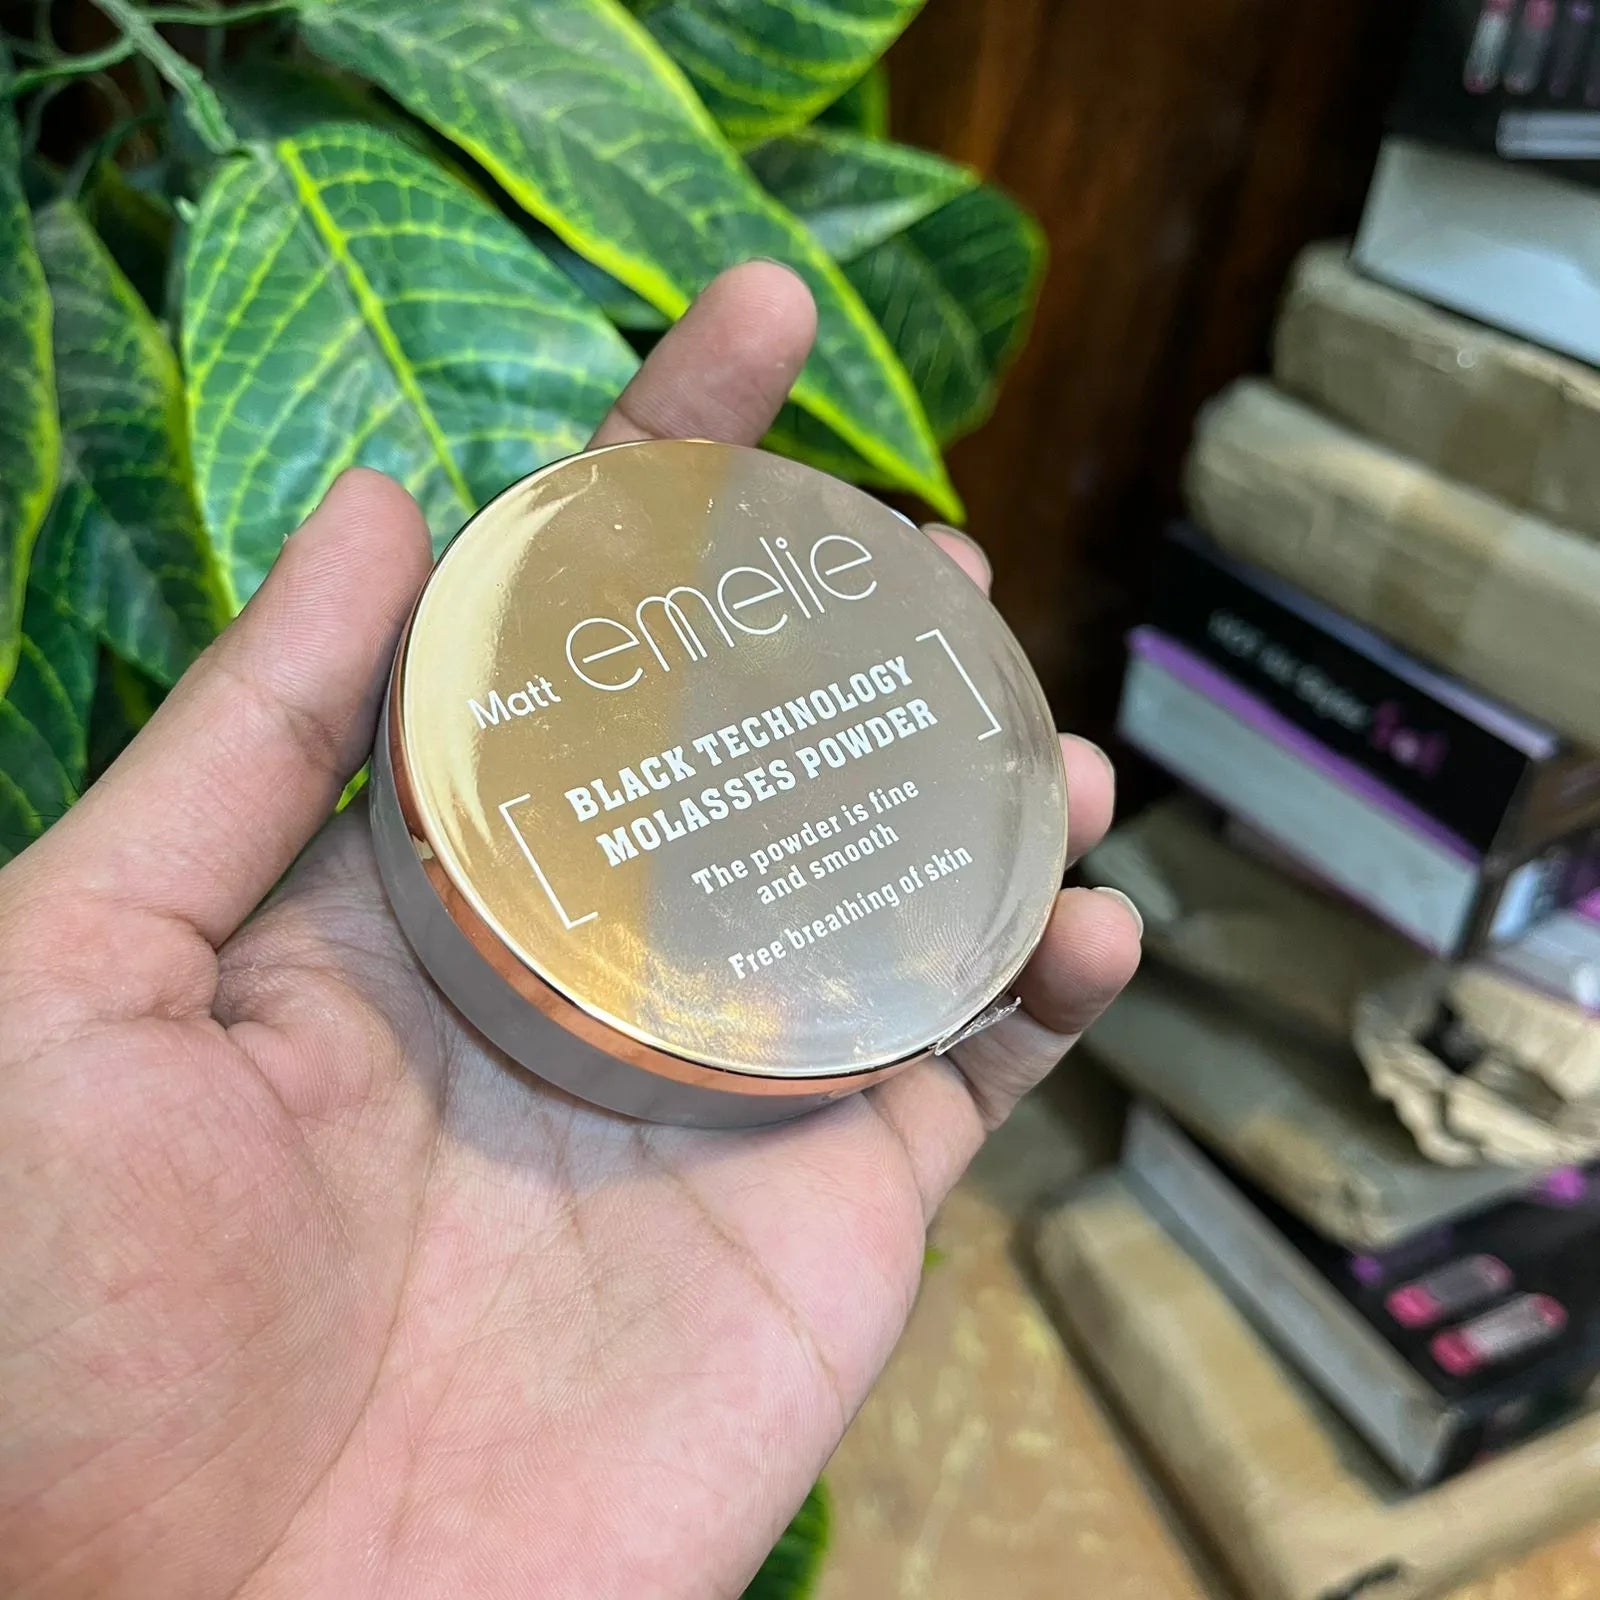 Matt emelie
BLACK TECHNOLOGY
MOLASSES POWDER
The powder is fine
and smooth
Free breathing of skin